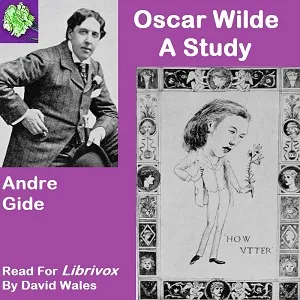 Oscar Wilde
A Study
Andre
Gide
"HOW
VTTER"
Read For Librivox
By David Wales